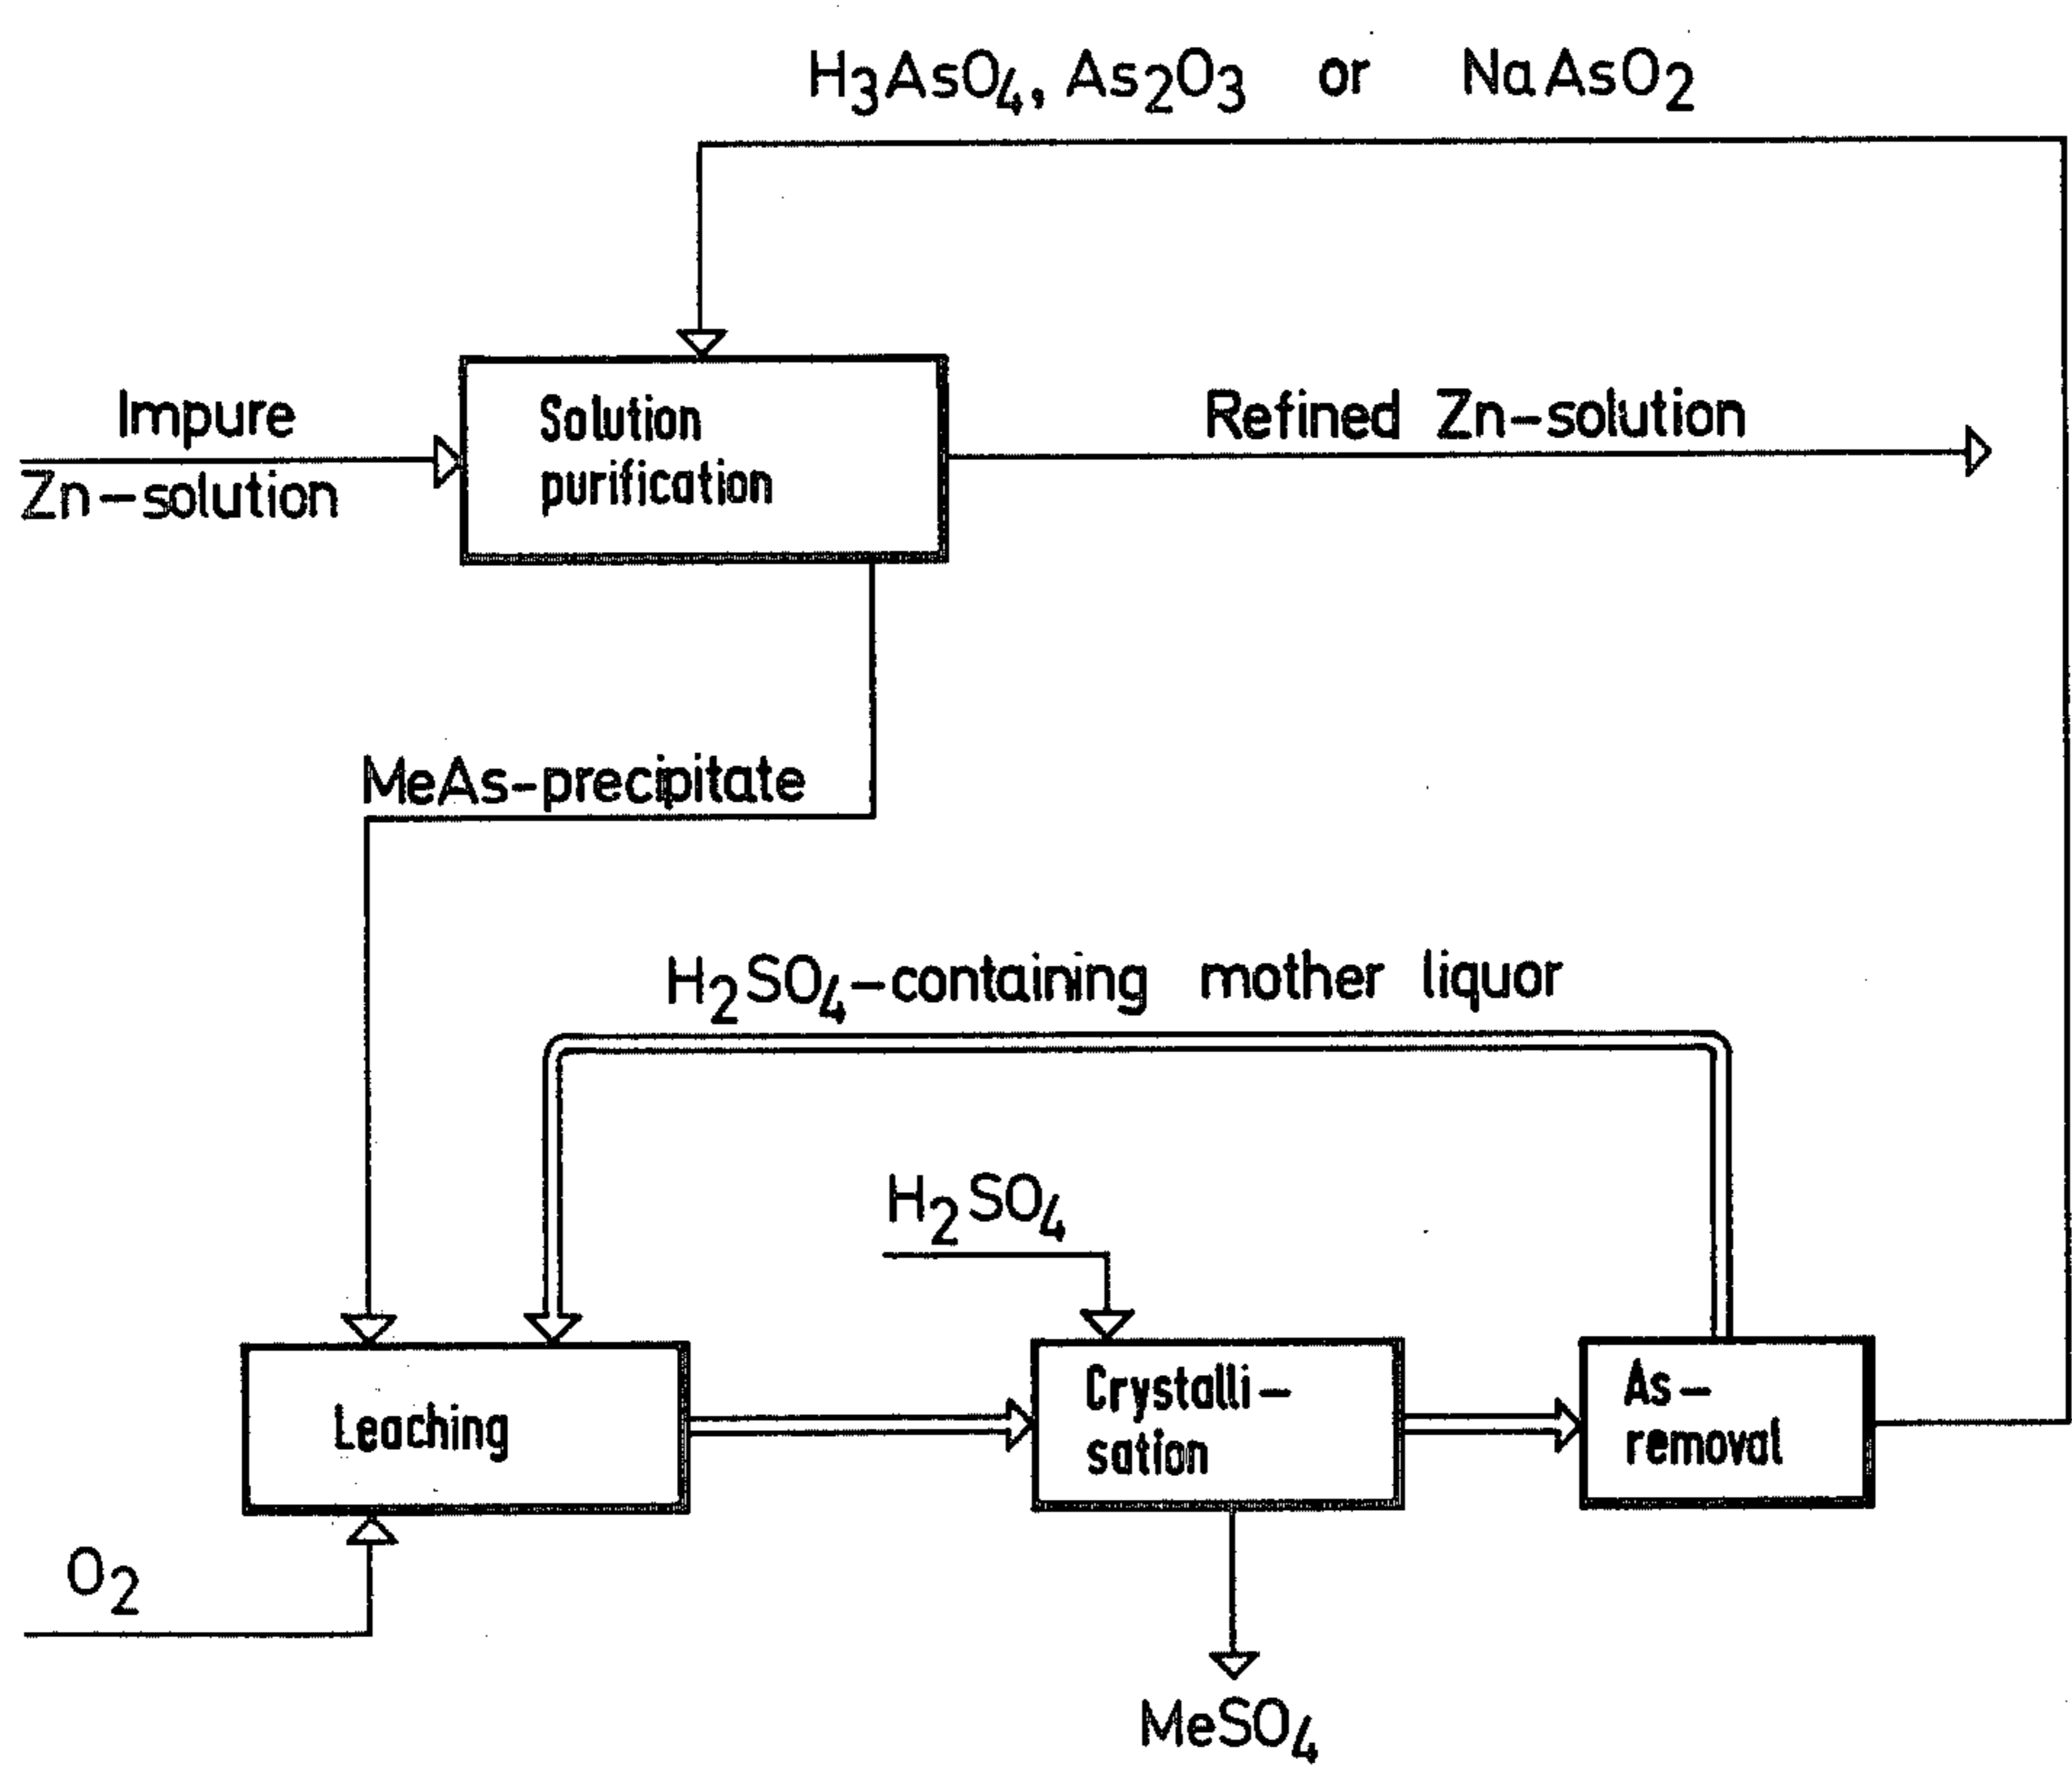 H3AsO4, As2O3 or NaAsO2
Impure
Zn-solution
Solution
purification
Refined Zn-solution
MeAs-precipitate
H2SO4-containing mother liquor
H2SO4
Leaching
Crystalli-
sation
As-
removal
O2
MeSO4